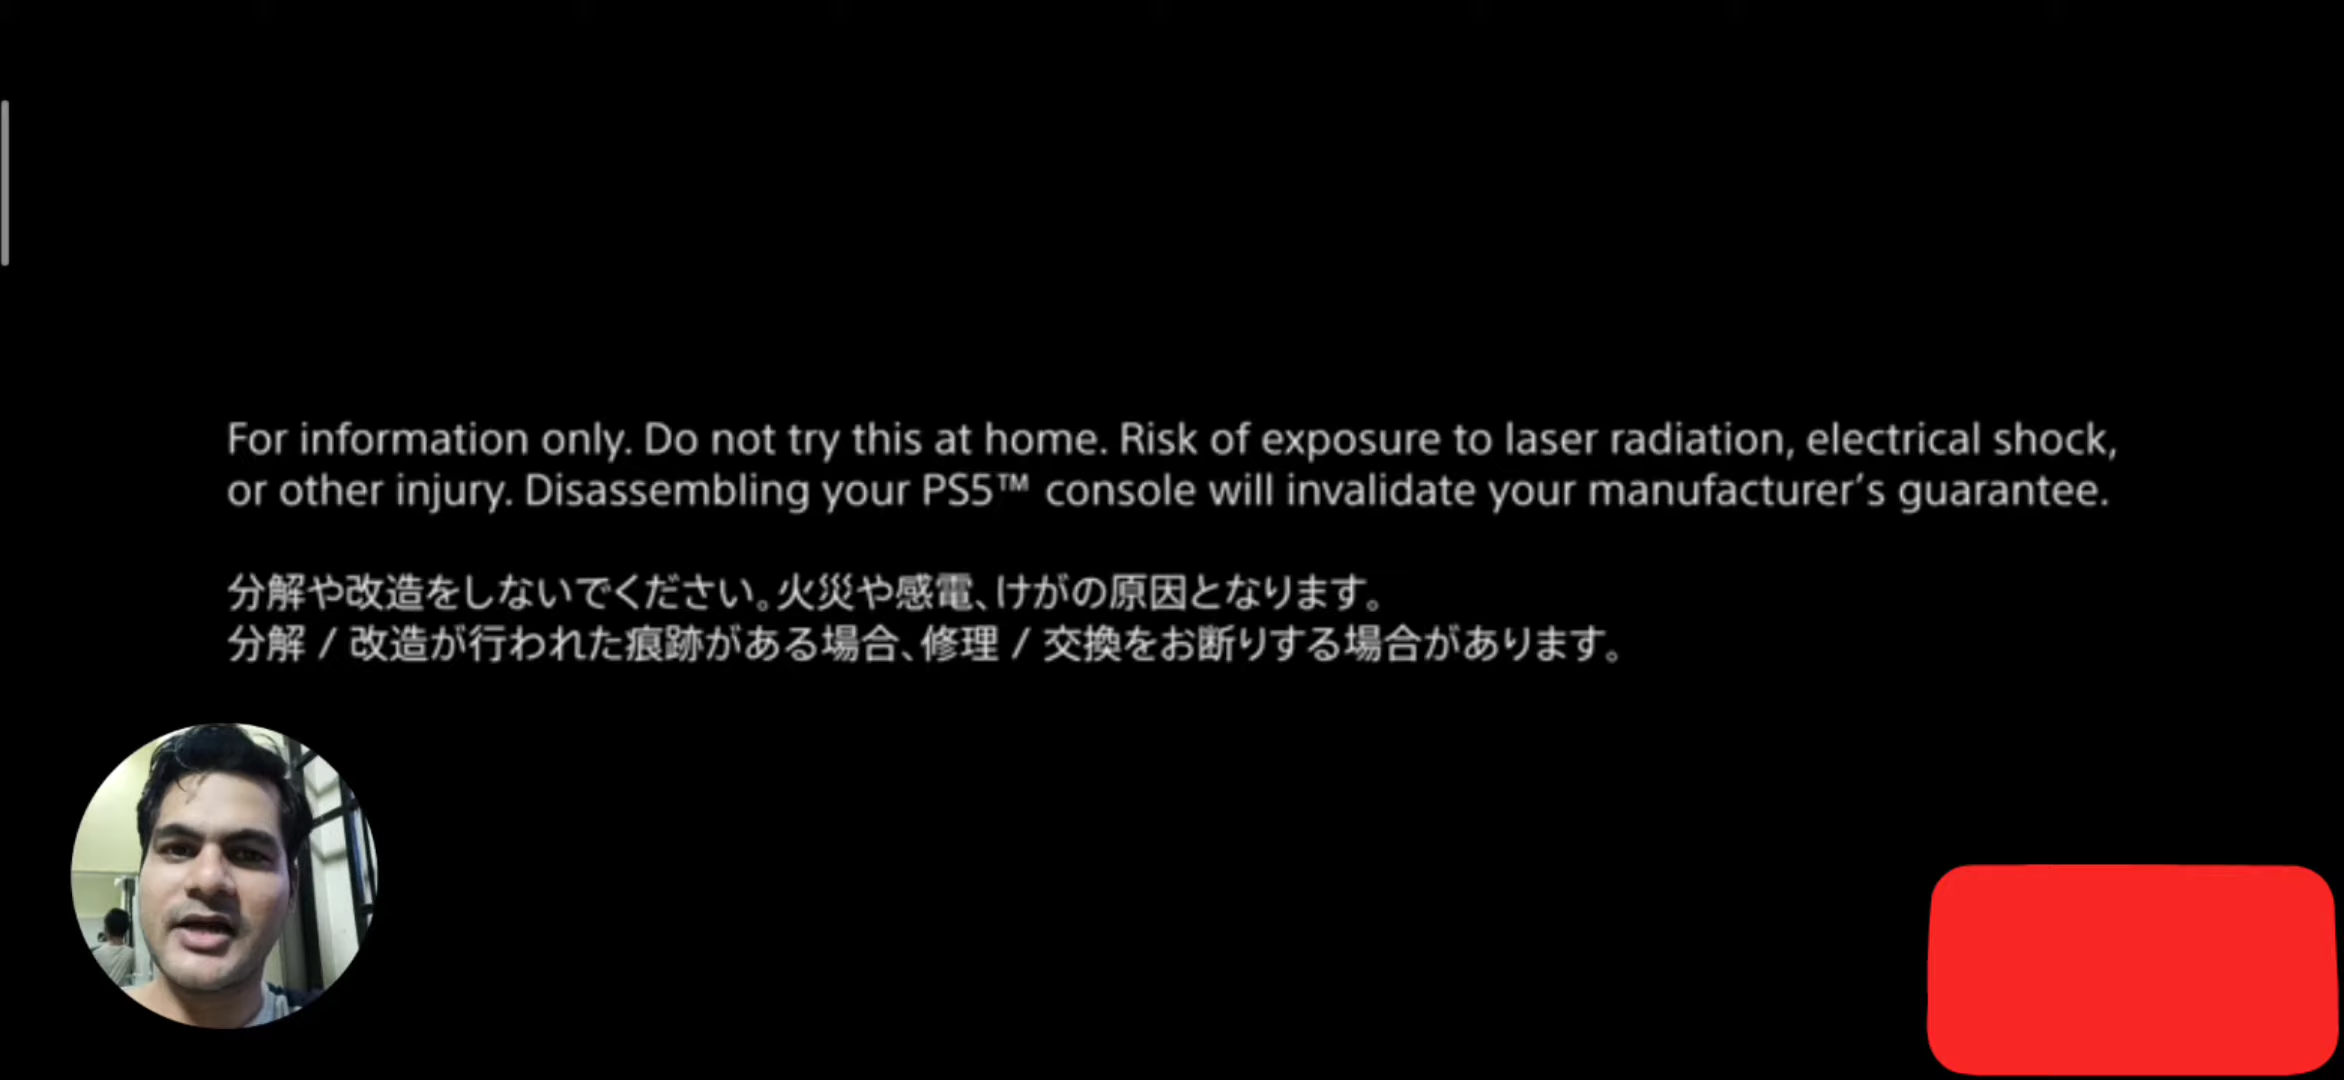 For information only. Do not try this at home. Risk of exposure to laser radiation, electrical shock,
or other injury. Disassembling your PS5™ console will invalidate your manufacturer’s guarantee.
分解や改造をしないでください。火災や感電、けがの原因となります。
分解 / 改造が行われた痕跡がある場合、修理 / 交換をお断りする場合があります。